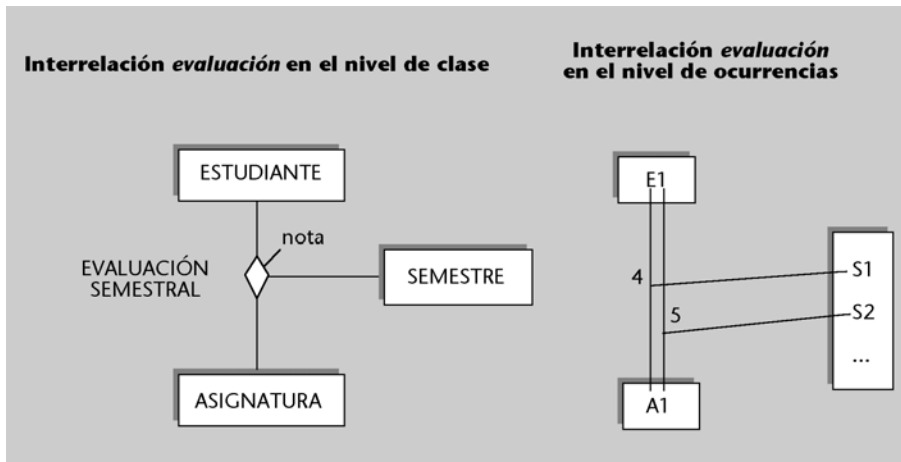 Interrelación evaluación en el nivel de clase
Interrelación evaluación
en el nivel de ocurrencias
ESTUDIANTE
nota
EVALUACIÓN
SEMESTRAL
SEMESTRE
ASIGNATURA
E1
4
S1
5
S2
...
A1